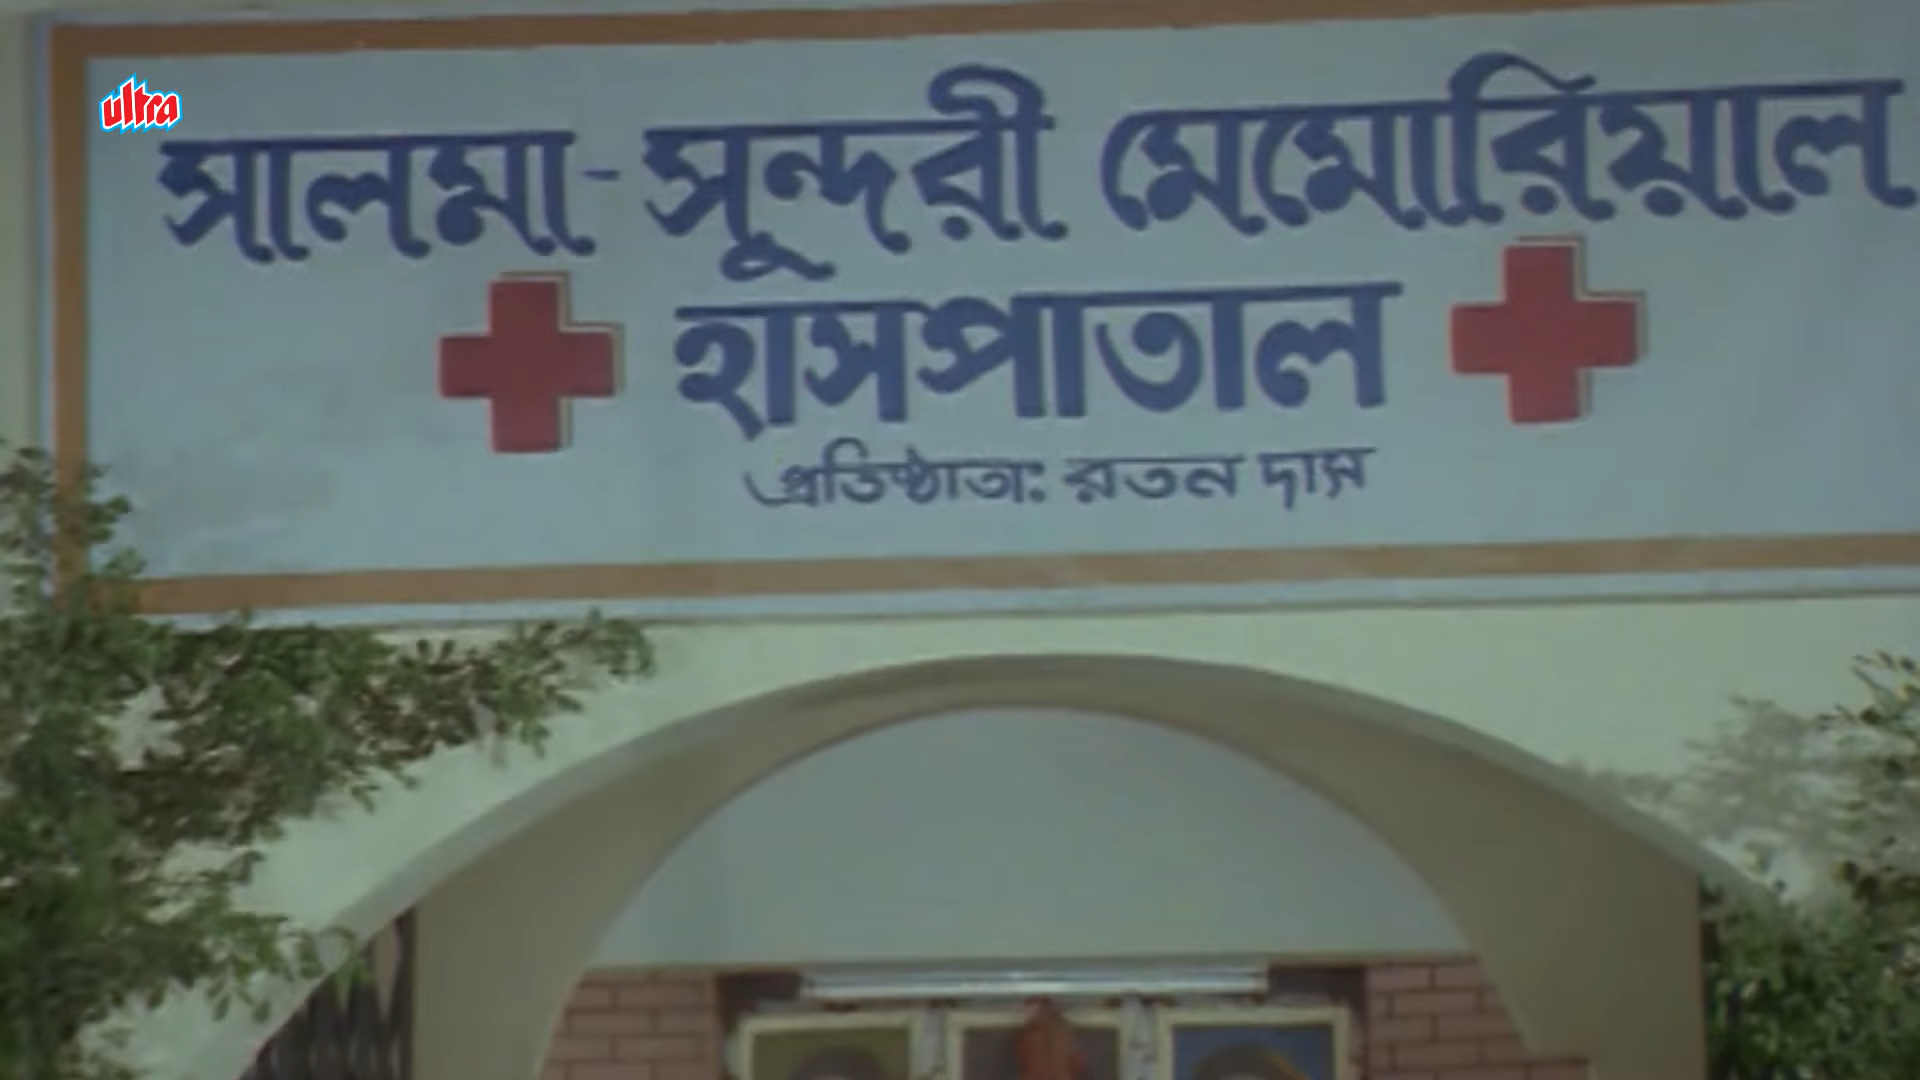 ultra
সালমা-সুন্দরী মেমোরিয়াল
হাসপাতাল
প্রতিষ্ঠাতা: রতন দাস